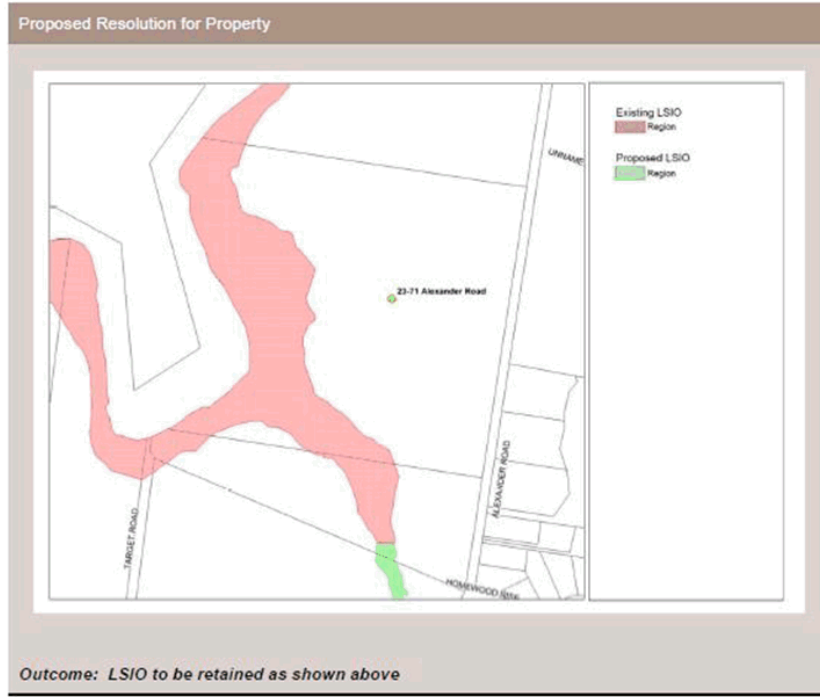 Proposed Resolution for Property
Existing LSIO
Region
UNNAME
Proposed LSIO
Region
23-71 Alexander Road
ALEXANDER ROAD
TARGET ROAD
HOMEWOOD
Outcome: LSIO to be retained as shown above